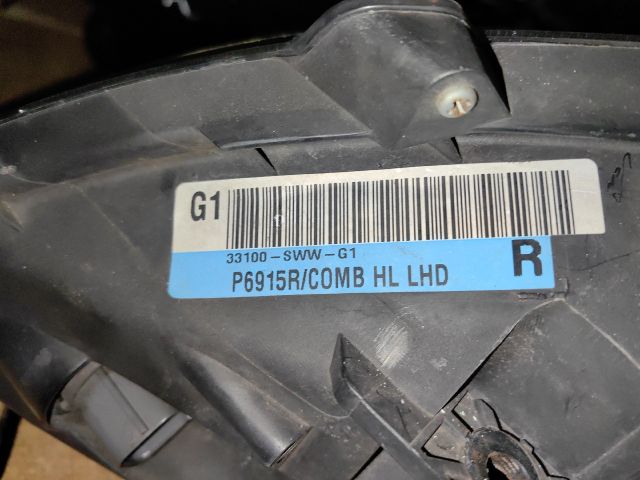 G1
33100-SWW-G1
P6915R/COMB HL LHD
R